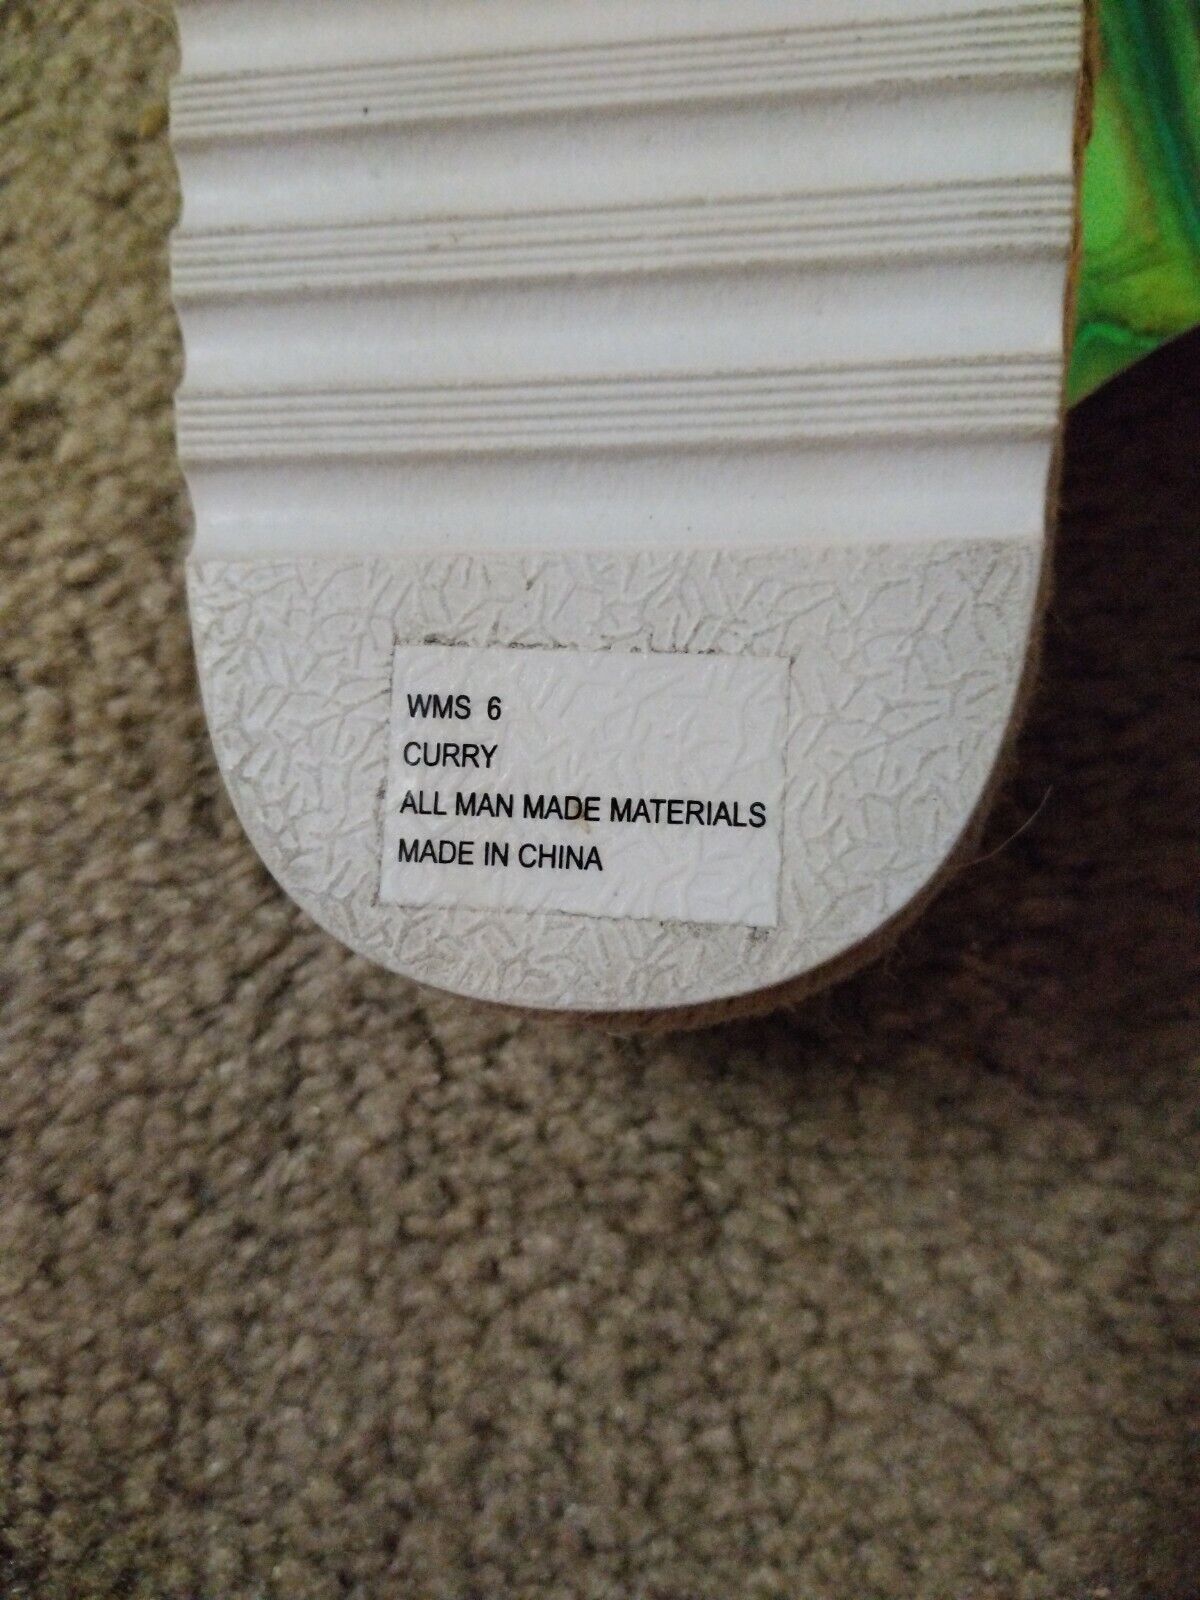 WMS 6
CURRY
ALL MAN MADE MATERIALS
MADE IN CHINA